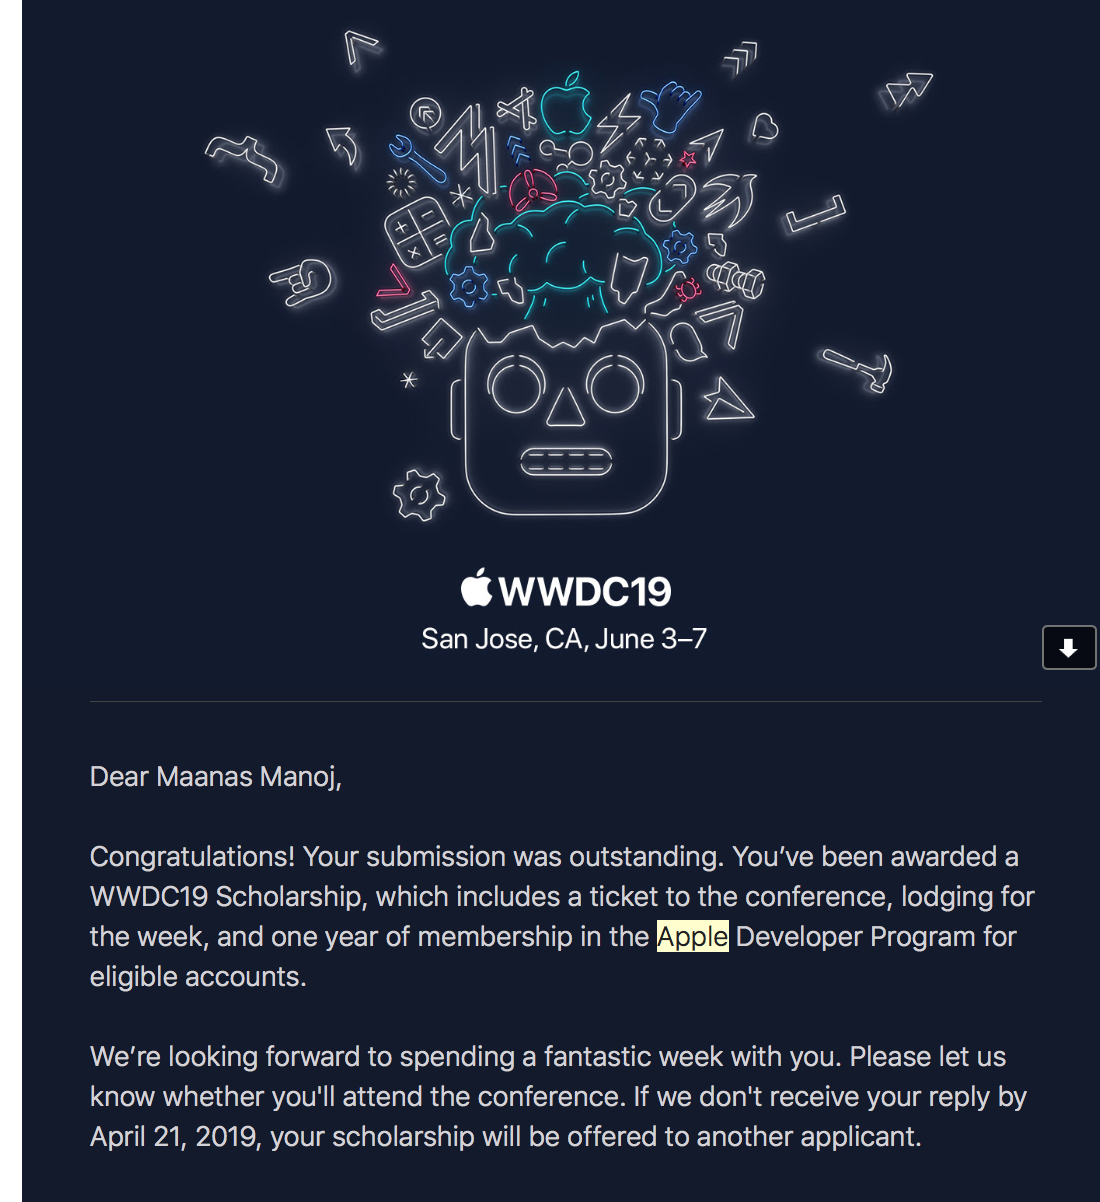 WWDC19
San Jose, CA, June 3–7
Dear Maanas Manoj,
Congratulations! Your submission was outstanding. You’ve been awarded a
WWDC19 Scholarship, which includes a ticket to the conference, lodging for
the week, and one year of membership in the Apple Developer Program for
eligible accounts.
We’re looking forward to spending a fantastic week with you. Please let us
know whether you'll attend the conference. If we don't receive your reply by
April 21, 2019, your scholarship will be offered to another applicant.